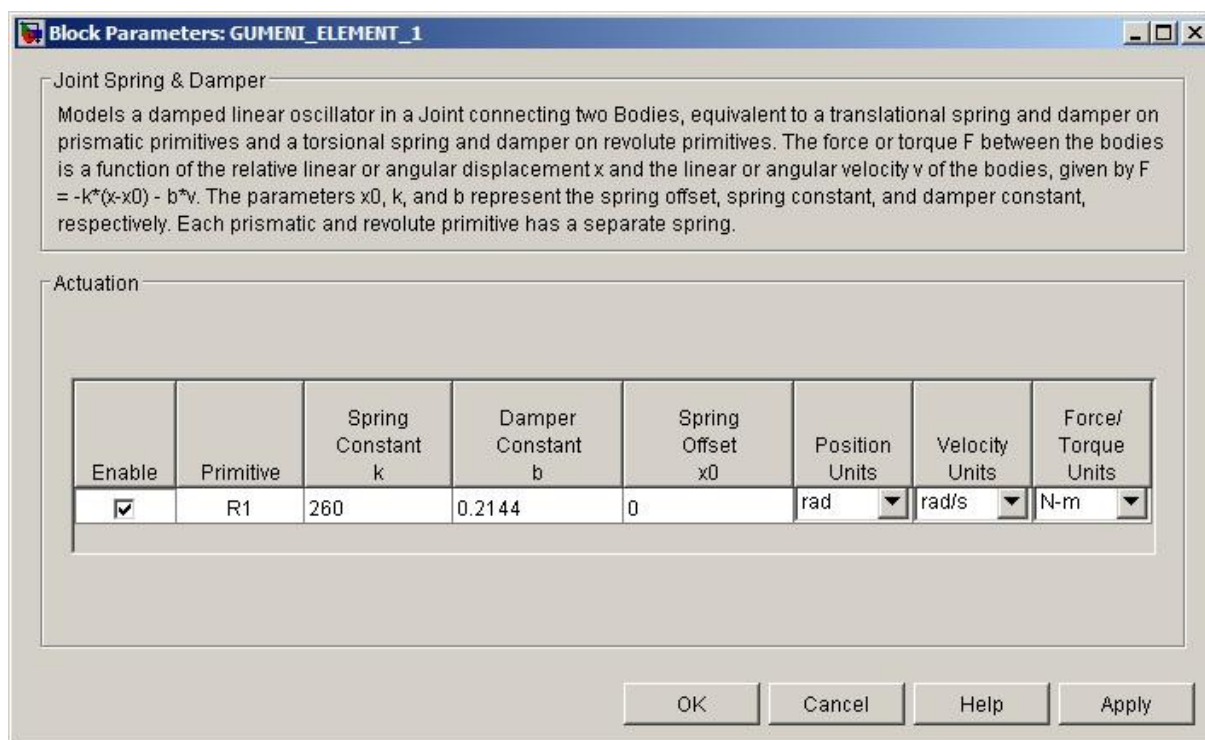 Block Parameters: GUMENI_ELEMENT_1
Joint Spring & Damper
Models a damped linear oscillator in a Joint connecting two Bodies, equivalent to a translational spring and damper on
prismatic primitives and a torsional spring and damper on revolute primitives. The force or torque F between the bodies
is a function of the relative linear or angular displacement x and the linear or angular velocity v of the bodies, given by F
= -k*(x-x0) - b*v. The parameters x0, k, and b represent the spring offset, spring constant, and damper constant,
respectively. Each prismatic and revolute primitive has a separate spring.
Actuation
Enable Primitive Spring Constant k Damper Constant b Spring Offset x0 Position Units Velocity Units Force/ Torque Units
R1 260 0.2144 0 rad rad/s N-m
OK Cancel Help Apply